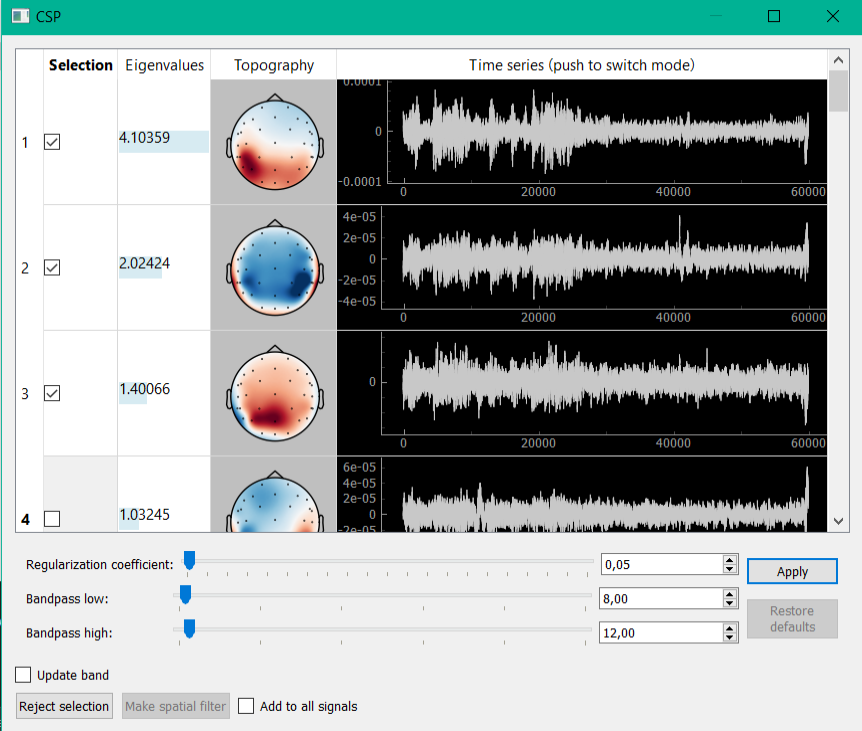 CSP
Selection Eigenvalues Topography Time series (push to switch mode)
1 4.10359 0.0001 0 -0.0001
0 20000 40000 60000
2 2.02424 4e-05 2e-05 0 -2e-05 -4e-05
0 20000 40000 60000
3 1.40066 0
0 20000 40000 60000
4 1.03245 6e-05 4e-05 2e-05 0 -2e-05
Regularization coefficient: 0,05 Apply
Bandpass low: 8,00 Restore defaults
Bandpass high: 12,00
Update band
Reject selection Make spatial filter Add to all signals